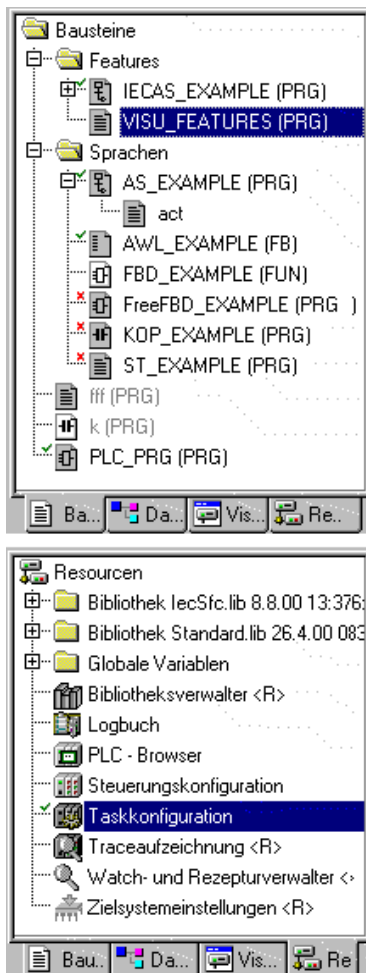 Bausteine
Features
IECAS_EXAMPLE (PRG)
VISU_FEATURES (PRG)
Sprachen
AS_EXAMPLE (PRG)
act
AWL_EXAMPLE (FB)
FBD_EXAMPLE (FUN)
FreeFBD_EXAMPLE (PRG )
KOP_EXAMPLE (PRG)
ST_EXAMPLE (PRG)
fff (PRG)
k (PRG)
PLC_PRG (PRG)
Ba... Da... Vis... Re..
Resourcen
Bibliothek IecSfc.lib 8.8.00 13:376:
Bibliothek Standard.lib 26.4.00 083
Globale Variablen
Bibliotheksverwalter <R>
Logbuch
PLC - Browser
Steuerungskonfiguration
Taskkonfiguration
Traceaufzeichnung <R>
Watch- und Rezepturverwalter <
Zielsystemeinstellungen <R>
Bau.. Da... Vis... Re